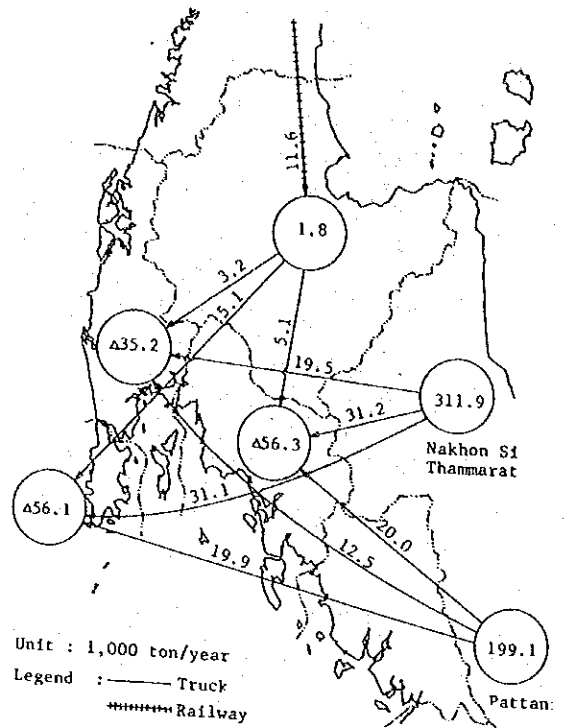 11.6
1.8
3.2
5.1
5.1
Δ35.2
19.5
311.9
31.2
Δ56.3
Nakhon Si
Thammarat
31.1
Δ56.1
20.0
12.5
19.9
199.1
Unit : 1,000 ton/year
Legend : Truck
Railway
Pattani